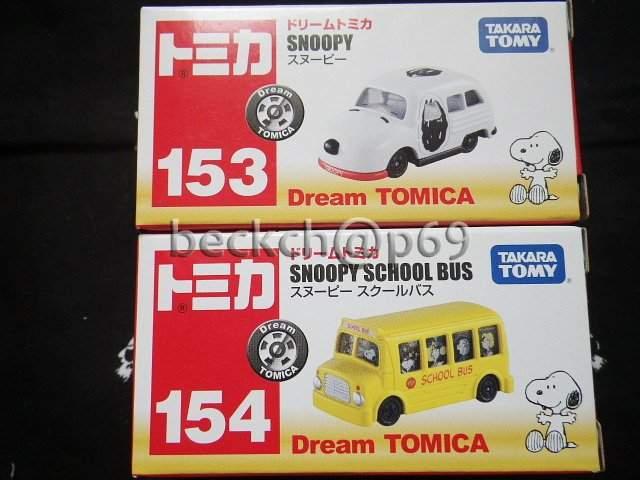 トミカ
®
ドリームトミカ
SNOOPY
スヌーピー
TAKARA
TOMY
Dream
TOMICA
SNOOPY
153
Dream TOMICA
beckch@p69
トミカ
®
ドリームトミカ
SNOOPY SCHOOL BUS
スヌーピー スクールバス
TAKARA
TOMY
Dream
TOMICA
SCHOOL BUS
SCHOOL BUS
154
Dream TOMICA